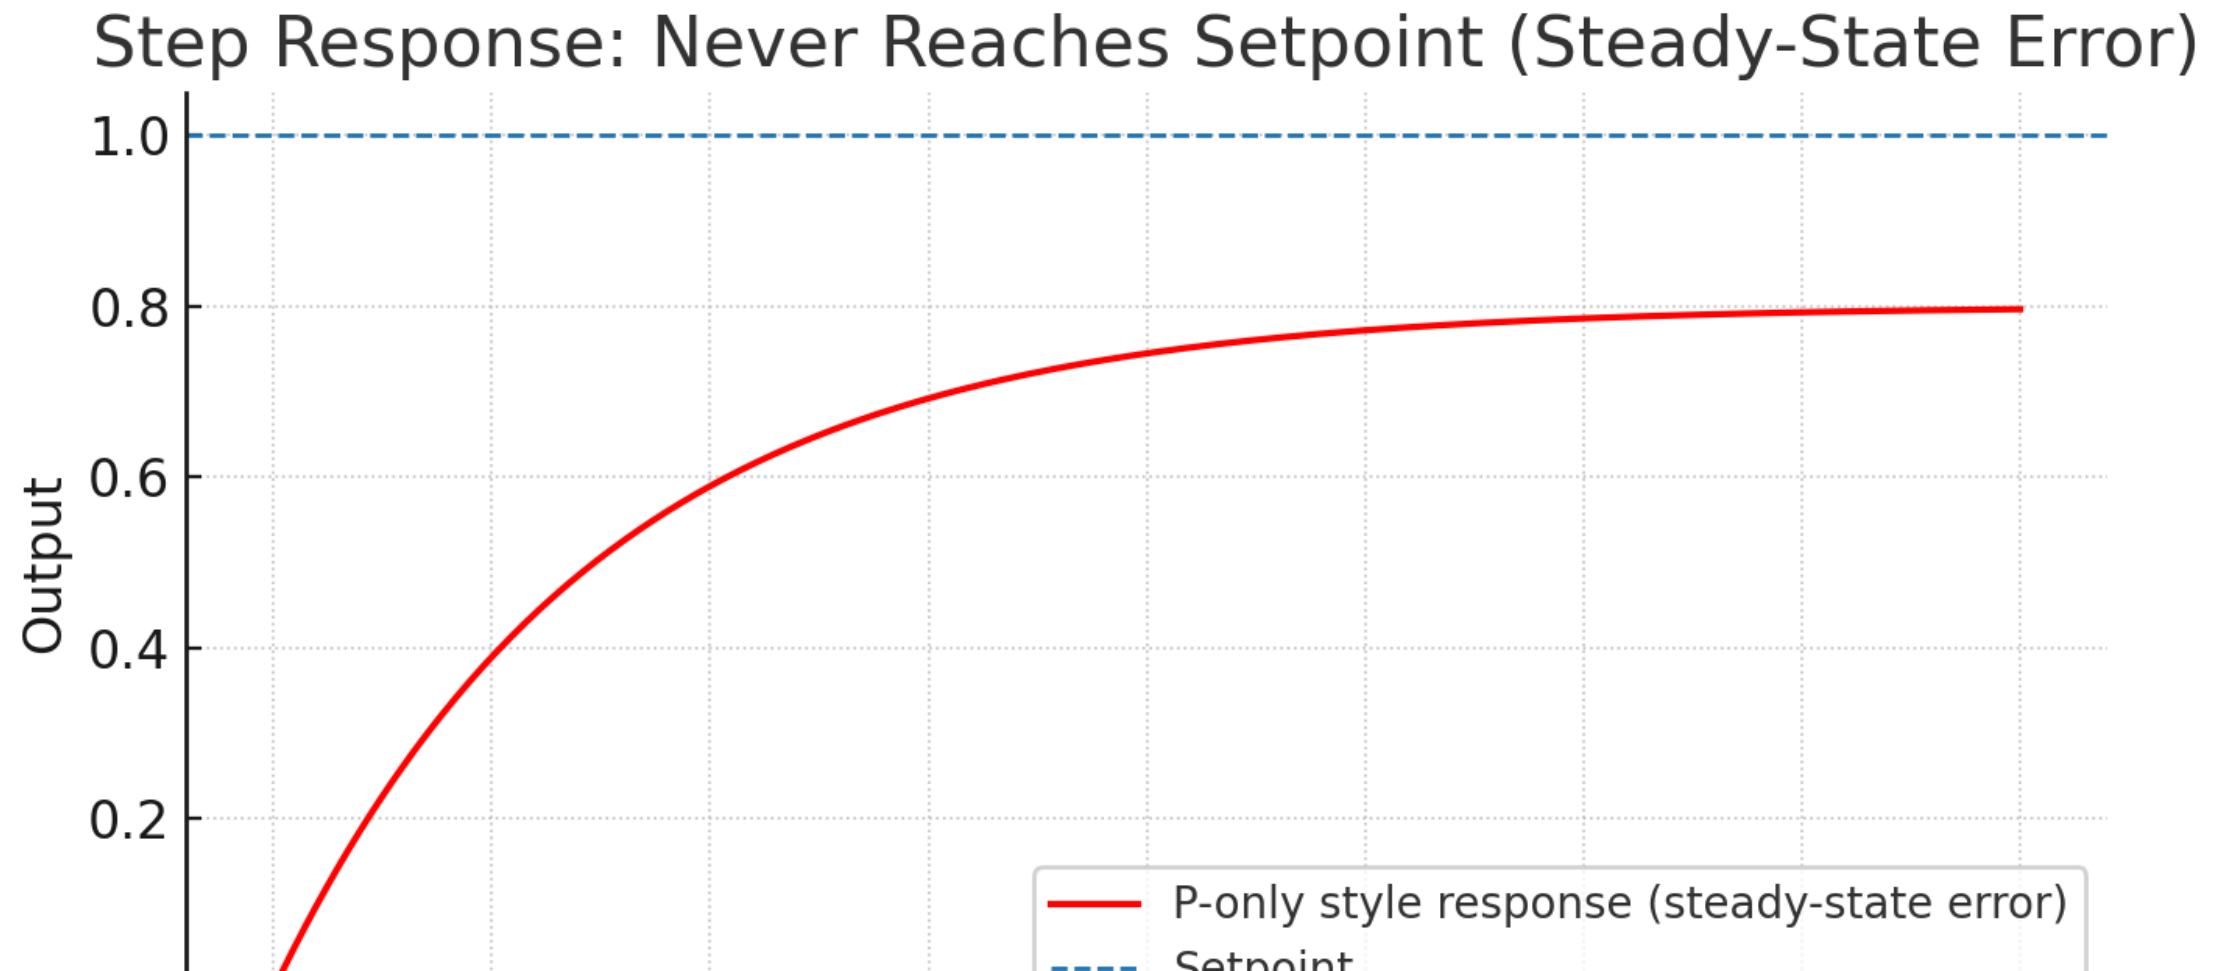 Step Response: Never Reaches Setpoint (Steady-State Error)
1.0
0.8
0.6
0.4
0.2
Output
P-only style response (steady-state error)
Setpoint